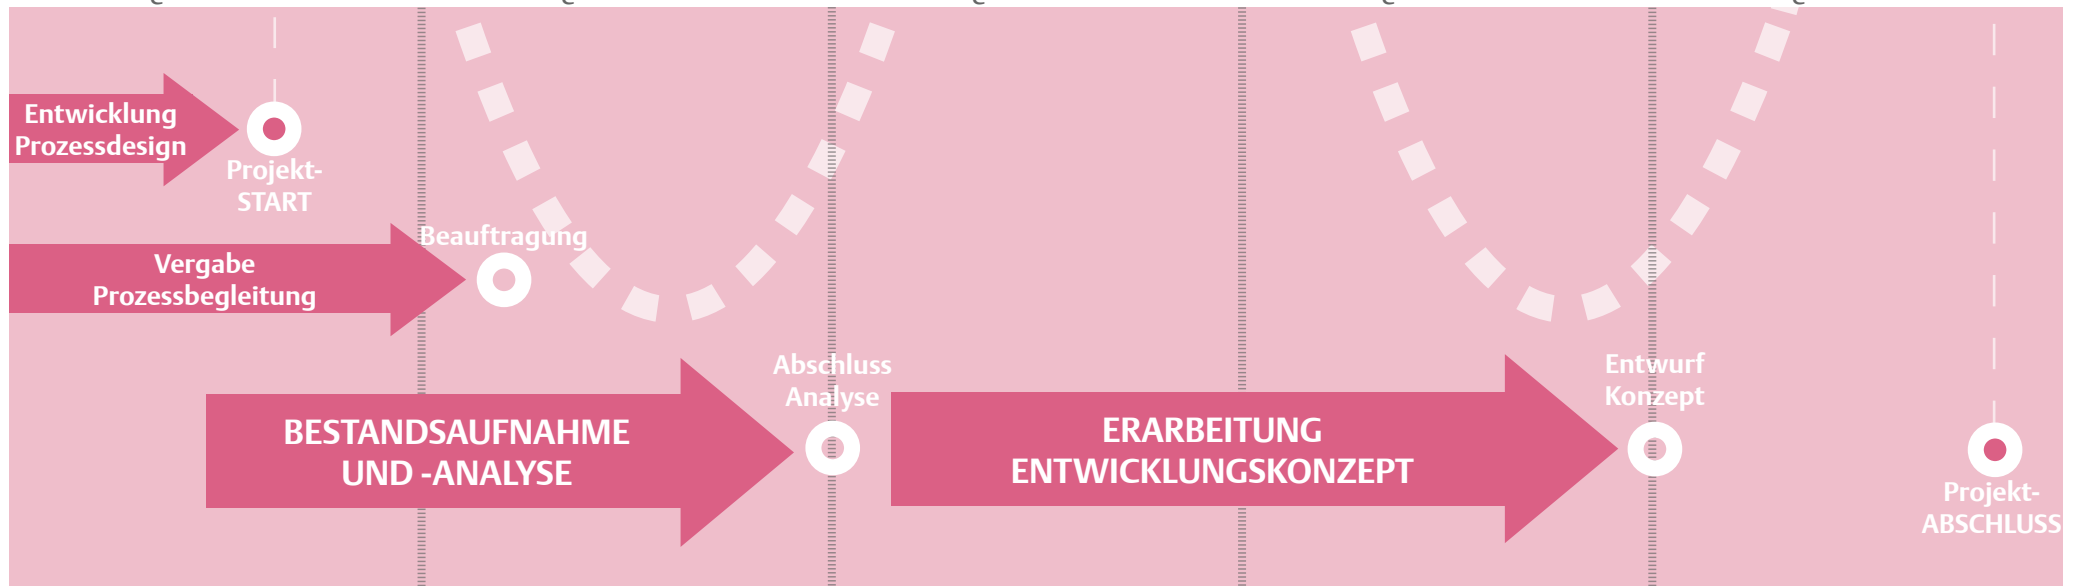 Entwicklung
Prozessdesign
Projekt-
START
Beauftragung
Vergabe
Prozessbegleitung
Abschluss
Analyse
Entwurf
Konzept
BESTANDSAUFNAHME
UND -ANALYSE
ERARBEITUNG
ENTWICKLUNGSKONZEPT
Projekt-
ABSCHLUSS